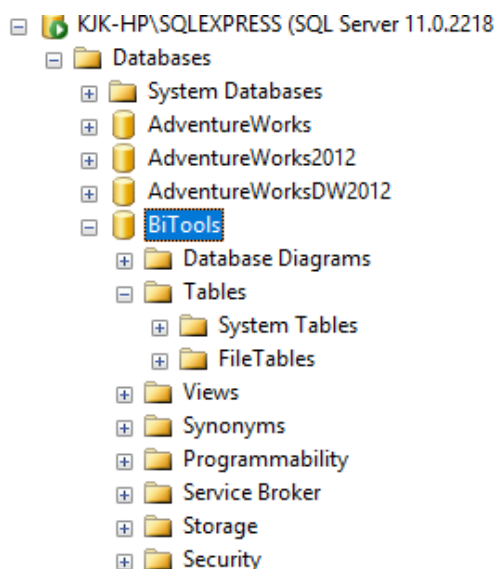 KJK-HP\SQLEXPRESS (SQL Server 11.0.2218
Databases
System Databases
AdventureWorks
AdventureWorks2012
AdventureWorksDW2012
BiTools
Database Diagrams
Tables
System Tables
FileTables
Views
Synonyms
Programmability
Service Broker
Storage
Security